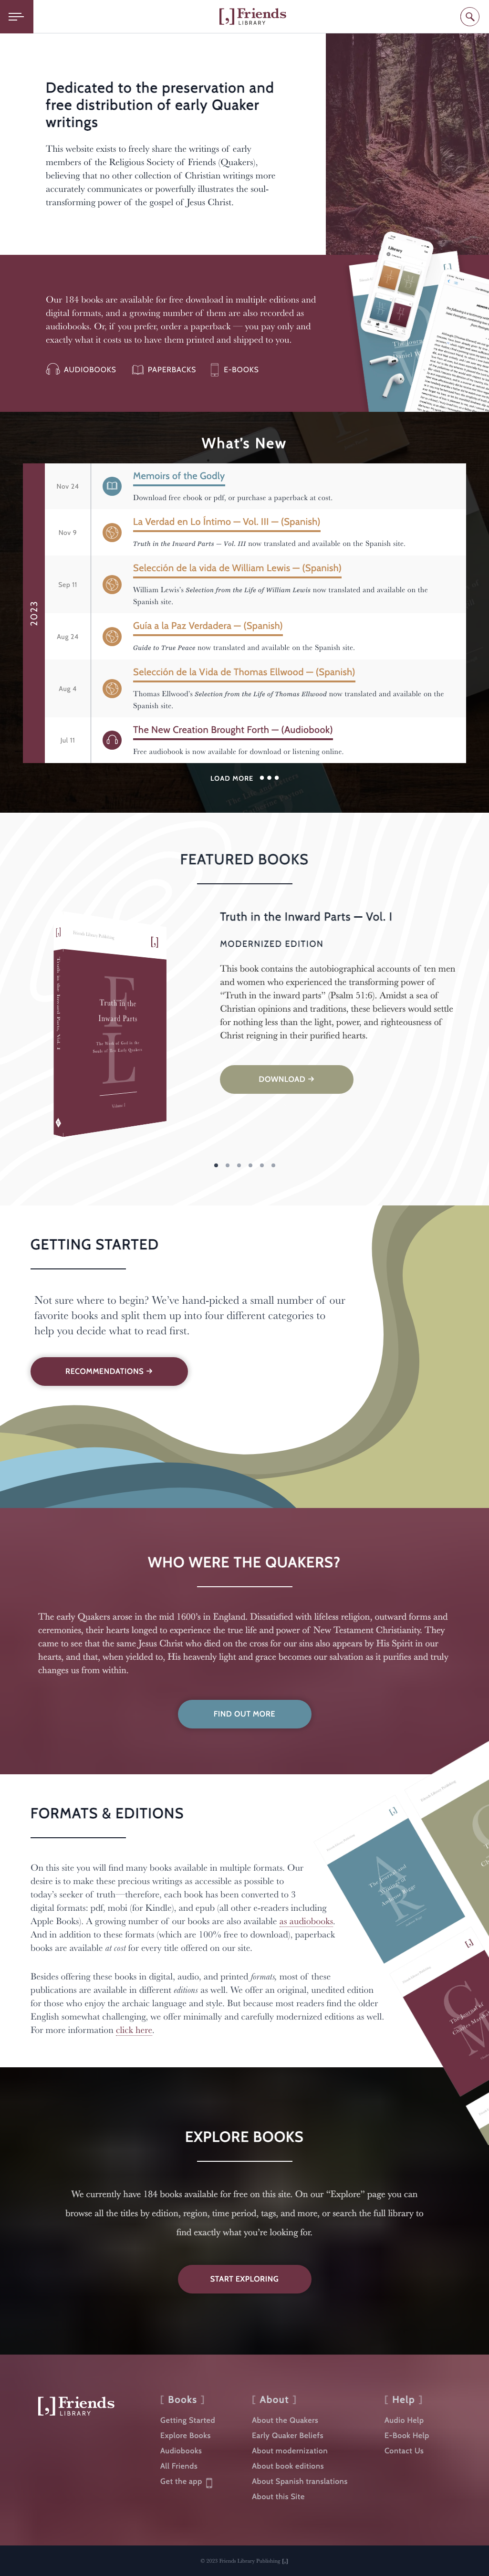 [,] Friends
LIBRARY
Dedicated to the preservation and
free distribution of early Quaker
writings
This website exists to freely share the writings of early
members of the Religious Society of Friends (Quakers),
believing that no other collection of Christian writings more
accurately communicates or powerfully illustrates the soul-
transforming power of the gospel of Jesus Christ.
Library
Our 184 books are available for free download in multiple editions and
digital formats, and a growing number of them are also recorded as
audiobooks. Or, if you prefer, order a paperback — you pay only and
exactly what it costs us to have them printed and shipped to you.
AUDIOBOOKS
PAPERBACKS
E-BOOKS
What's New
2023
Nov 24
Memoirs of the Godly
Download free ebook or pdf, or purchase a paperback at cost.
Nov 9
La Verdad en Lo Íntimo — Vol. III — (Spanish)
Truth in the Inward Parts — Vol. III now translated and available on the Spanish site.
Sep 11
Selección de la vida de William Lewis — (Spanish)
William Lewis's Selection from the Life of William Lewis now translated and available on the
Spanish site.
Aug 24
Guía a la Paz Verdadera — (Spanish)
Guide to True Peace now translated and available on the Spanish site.
Aug 4
Selección de la Vida de Thomas Ellwood — (Spanish)
Thomas Ellwood's Selection from the Life of Thomas Ellwood now translated and available on the
Spanish site.
Jul 11
The New Creation Brought Forth — (Audiobook)
Free audiobook is now available for download or listening online.
LOAD MORE
FEATURED BOOKS
Friends Library Publishing
[,]
Truth in the Inward Parts, Vol. I
F
L
Truth in the
Inward Parts
The Work of God in the
Souls of Ten Early Quakers
Volume I
Truth in the Inward Parts — Vol. I
MODERNIZED EDITION
This book contains the autobiographical accounts of ten men
and women who experienced the transforming power of
“Truth in the inward parts” (Psalm 51:6). Amidst a sea of
Christian opinions and traditions, these believers would settle
for nothing less than the light, power, and righteousness of
Christ reigning in their purified hearts.
DOWNLOAD →
GETTING STARTED
Not sure where to begin? We've hand-picked a small number of our
favorite books and split them up into four different categories to
help you decide what to read first.
RECOMMENDATIONS →
WHO WERE THE QUAKERS?
The early Quakers arose in the mid 1600's in England. Dissatisfied with lifeless religion, outward forms and
ceremonies, their hearts longed to experience the true life and power of New Testament Christianity. They
came to see that the same Jesus Christ who died on the cross for our sins also appears by His Spirit in our
hearts, and that, when yielded to, His heavenly light and grace becomes our salvation as it purifies and truly
changes us from within.
FIND OUT MORE
FORMATS & EDITIONS
On this site you will find many books available in multiple formats. Our
desire is to make these precious writings as accessible as possible to
today's seeker of truth—therefore, each book has been converted to 3
digital formats: pdf, mobi (for Kindle), and epub (all other e-readers including
Apple Books). A growing number of our books are also available as audiobooks.
And in addition to these formats (which are 100% free to download), paperback
books are available at cost for every title offered on our site.
Besides offering these books in digital, audio, and printed formats, most of these
books are available in different editions as well. We offer an original, unedited edition
for those who enjoy the archaic language and style. But because most readers find the older
English somewhat challenging, we offer minimally and carefully modernized editions as well.
For more information click here.
EXPLORE BOOKS
We currently have 184 books available for free on this site. On our “Explore” page you can
browse all the titles by edition, region, time period, tags, and more, or search the full library to
find exactly what you're looking for.
START EXPLORING
[,] Friends
LIBRARY
[ Books ]
Getting Started
Explore Books
Audiobooks
All Friends
Get the app
[ About ]
About the Quakers
Early Quaker Beliefs
About modernization
About book editions
About Spanish translations
About this Site
[ Help ]
Audio Help
E-Book Help
Contact Us
© 2023 Friends Library Publishing [,]